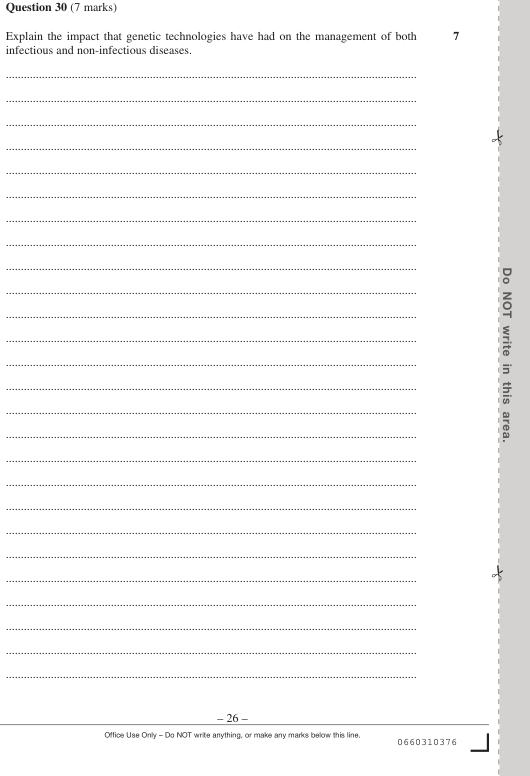 Question 30 (7 marks)
Explain the impact that genetic technologies have had on the management of both 7
infectious and non-infectious diseases.
Do NOT write in this area.
– 26 –
Office Use Only – Do NOT write anything, or make any marks below this line.
0660310376